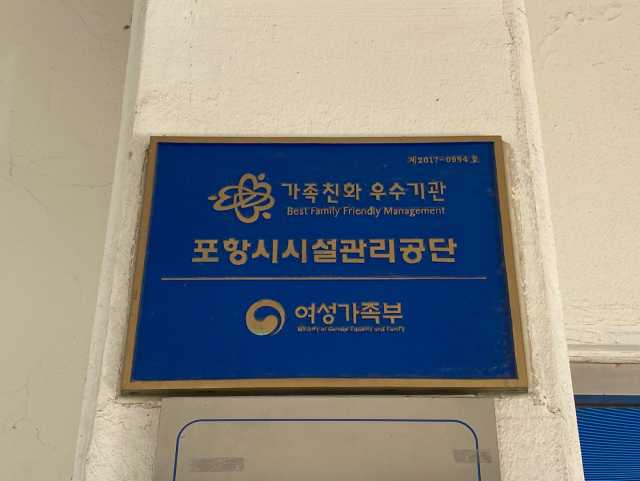 제2017-0994호
가족친화 우수기관
Best Family Friendly Management
포항시시설관리공단
여성가족부
Ministry of Gender Equality and Family